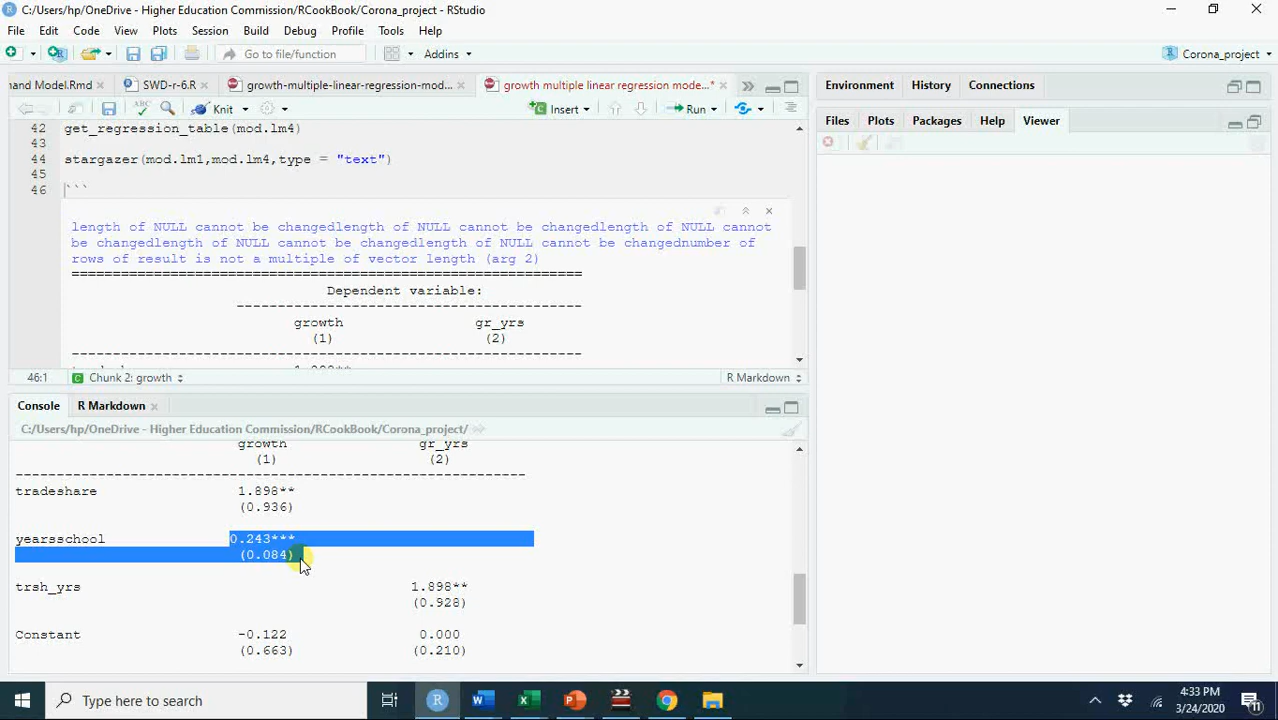 C:/Users/hp/OneDrive - Higher Education Commission/RCookBook/Corona_project - RStudio
File Edit Code Plots Session Build Debug Profile Tools Help
Go to file/function Addins Corona_project
nand Model.Rmd SWD-r-6.R growth-multiple-linear-regression-mod... growth multiple linear regression mode...*
Environment History Connections
ABC Knit Insert Run
Files Plots Packages Help Viewer
42 get_regression_table(mod.lm4)
43
44 stargazer(mod.lm1,mod.lm4,type = "text")
45
46 ```
length of NULL cannot be changedlength of NULL cannot be changedlength of NULL cannot
be changedlength of NULL cannot be changedlength of NULL cannot be changednumber of
rows of result is not a multiple of vector length (arg 2)
==============================================================
Dependent variable:
------------------------------------------
growth gr_yrs
(1) (2)
--------------------------------------------------------------
46:1 Chunk 2: growth R Markdown
Console R Markdown
C:/Users/hp/OneDrive - Higher Education Commission/RCookBook/Corona_project/
growth gr_yrs
(1) (2)
--------------------------------------------------------------
tradeshare 1.898**
(0.936)
yearsschool 0.243***
(0.084)
trsh_yrs 1.898**
(0.928)
Constant -0.122 0.000
(0.663) (0.210)
Type here to search
4:33 PM
3/24/2020
11